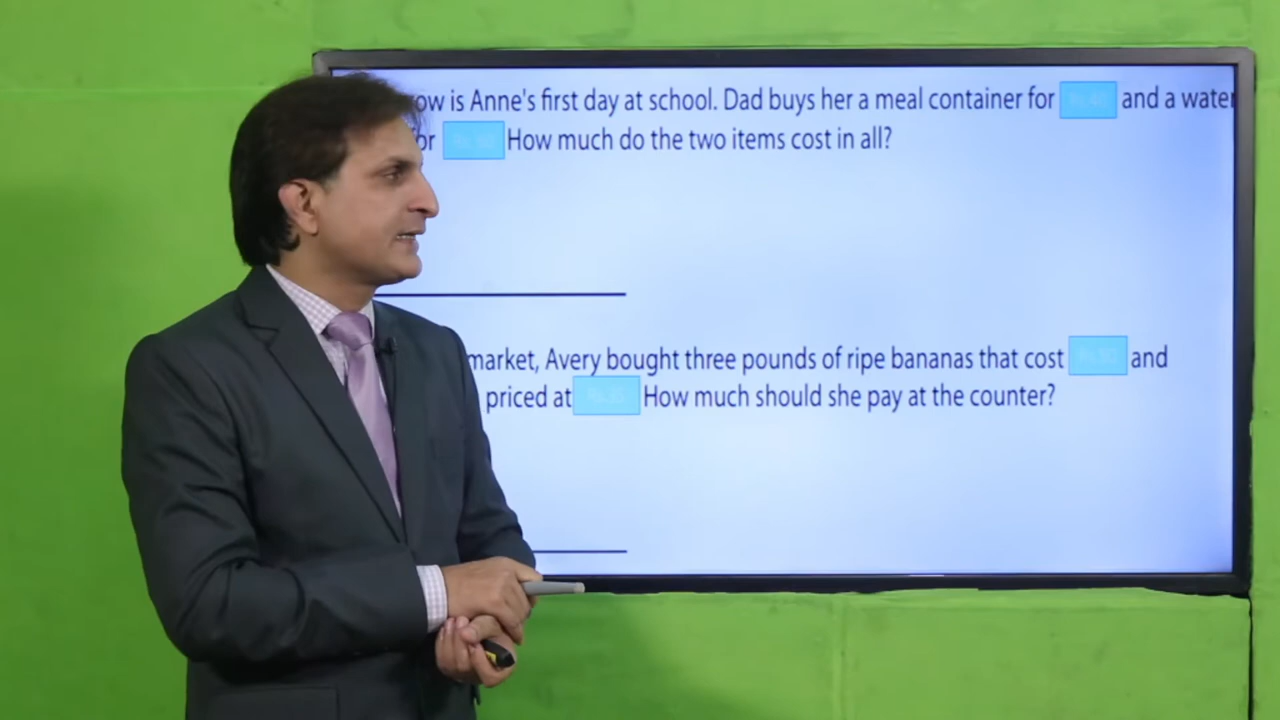 ow is Anne's first day at school. Dad buys her a meal container for and a water
or How much do the two items cost in all?
market, Avery bought three pounds of ripe bananas that cost and
priced at How much should she pay at the counter?